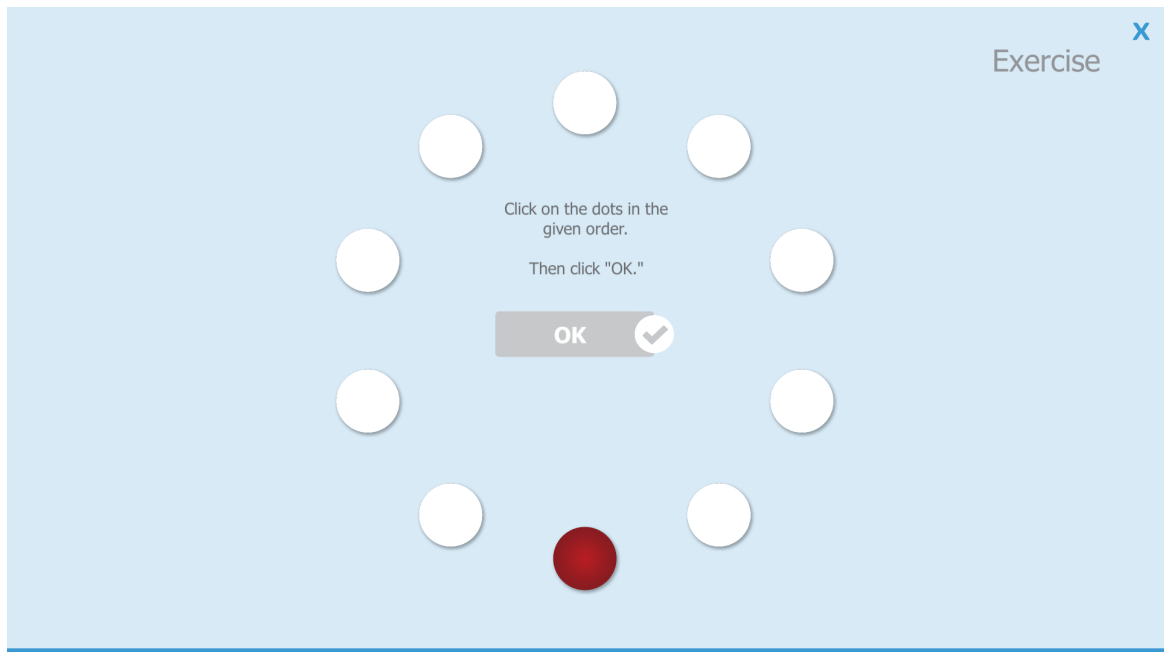 X
Exercise
Click on the dots in the
given order.
Then click "OK."
OK